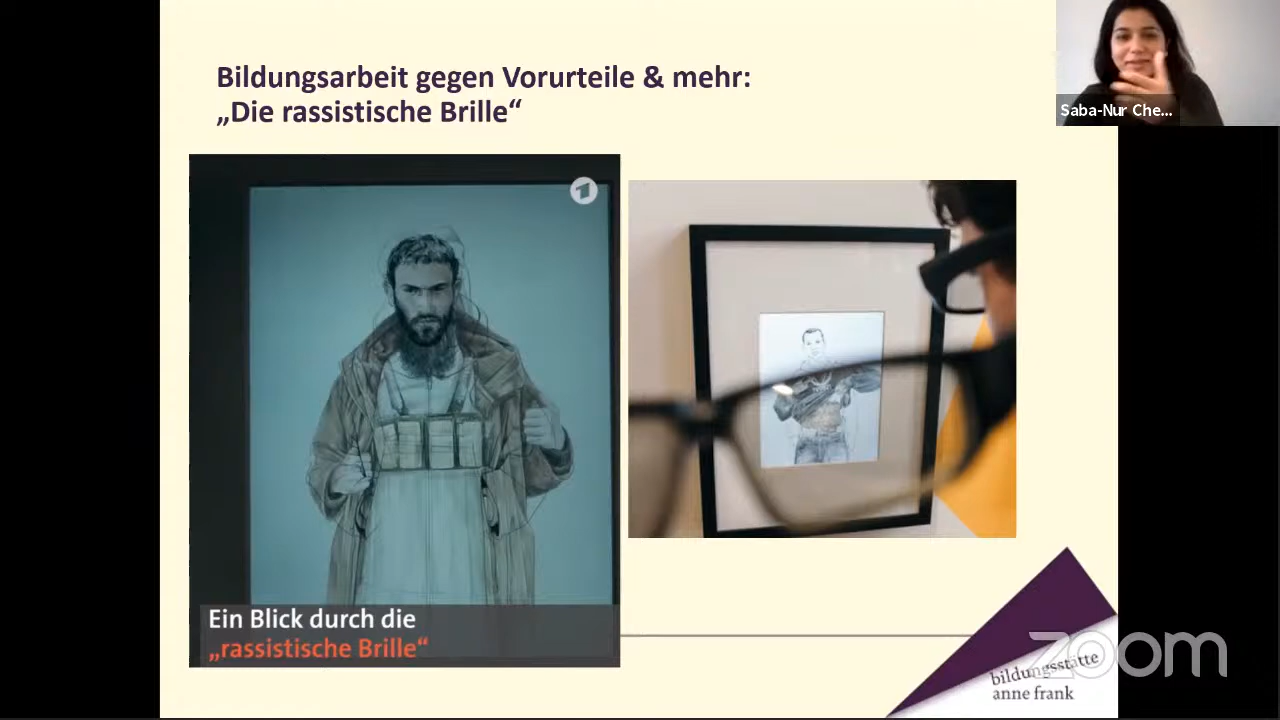 Bildungsarbeit gegen Vorurteile & mehr:
„Die rassistische Brille“
Saba-Nur Che...
Ein Blick durch die
„rassistische Brille“
zoom
bildungsstätte
anne frank